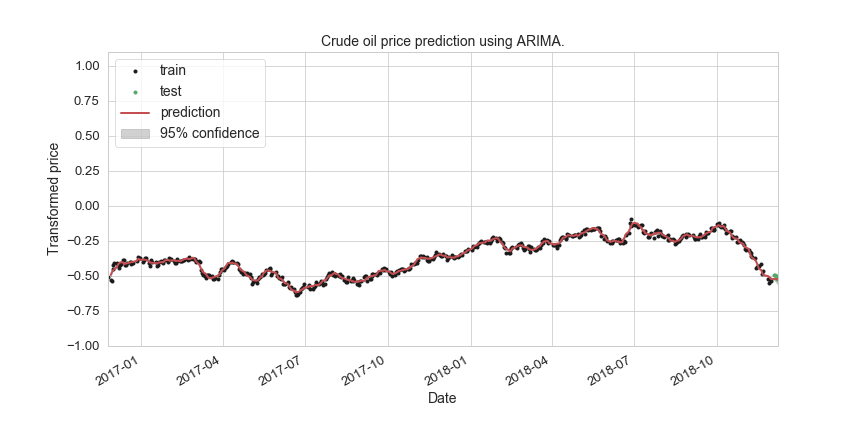 Crude oil price prediction using ARIMA.
train
test
prediction
95% confidence
Transformed price
1.00
0.75
0.50
0.25
0.00
−0.25
−0.50
−0.75
−1.00
2017-01
2017-04
2017-07
2017-10
2018-01
2018-04
2018-07
2018-10
Date